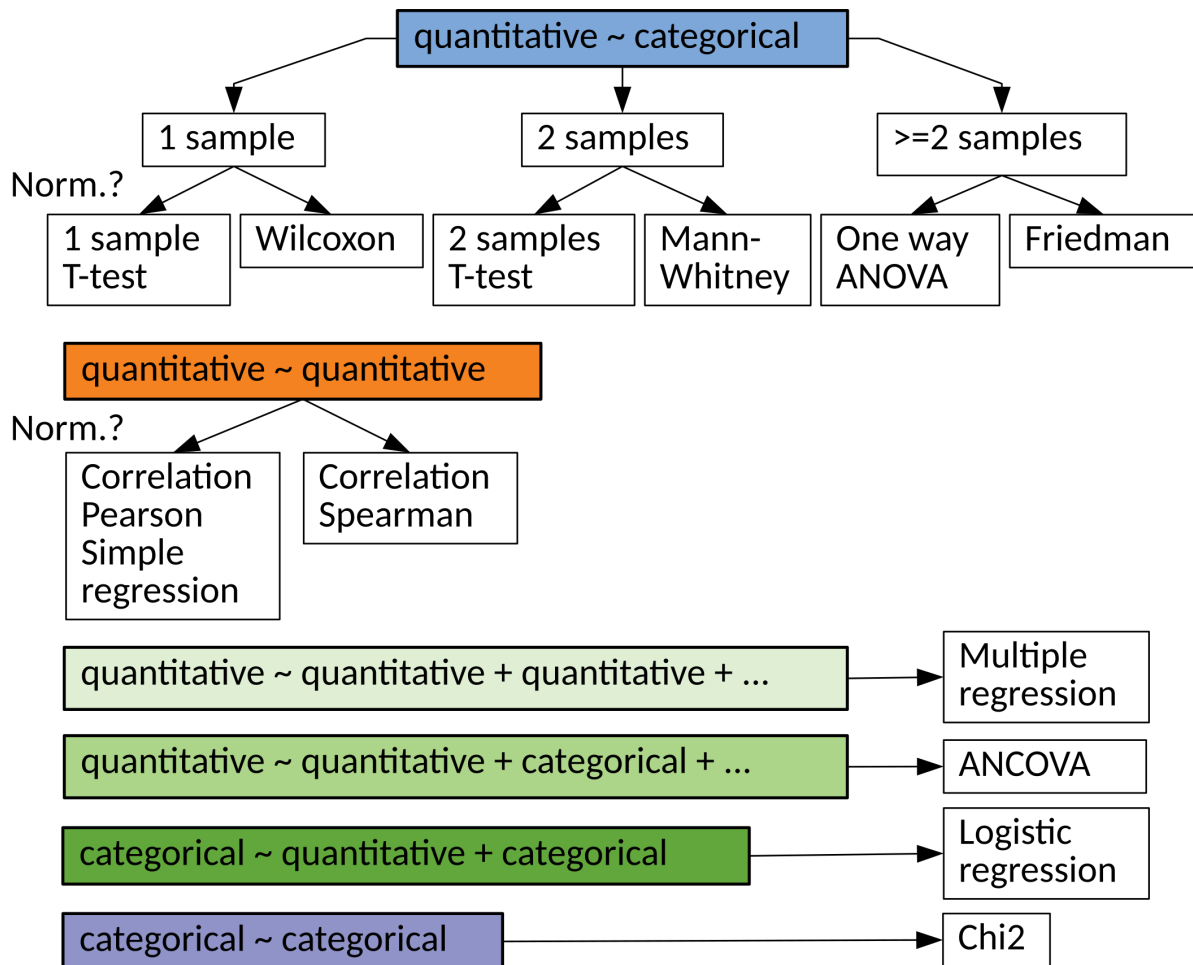 quantitative ~ categorical
1 sample
2 samples
>=2 samples
Norm.?
1 sample
T-test
Wilcoxon
2 samples
T-test
Mann-
Whitney
One way
ANOVA
Friedman
quantitative ~ quantitative
Norm.?
Correlation
Pearson
Simple
regression
Correlation
Spearman
quantitative ~ quantitative + quantitative + ...
Multiple
regression
quantitative ~ quantitative + categorical + ...
ANCOVA
categorical ~ quantitative + categorical
Logistic
regression
categorical ~ categorical
Chi2